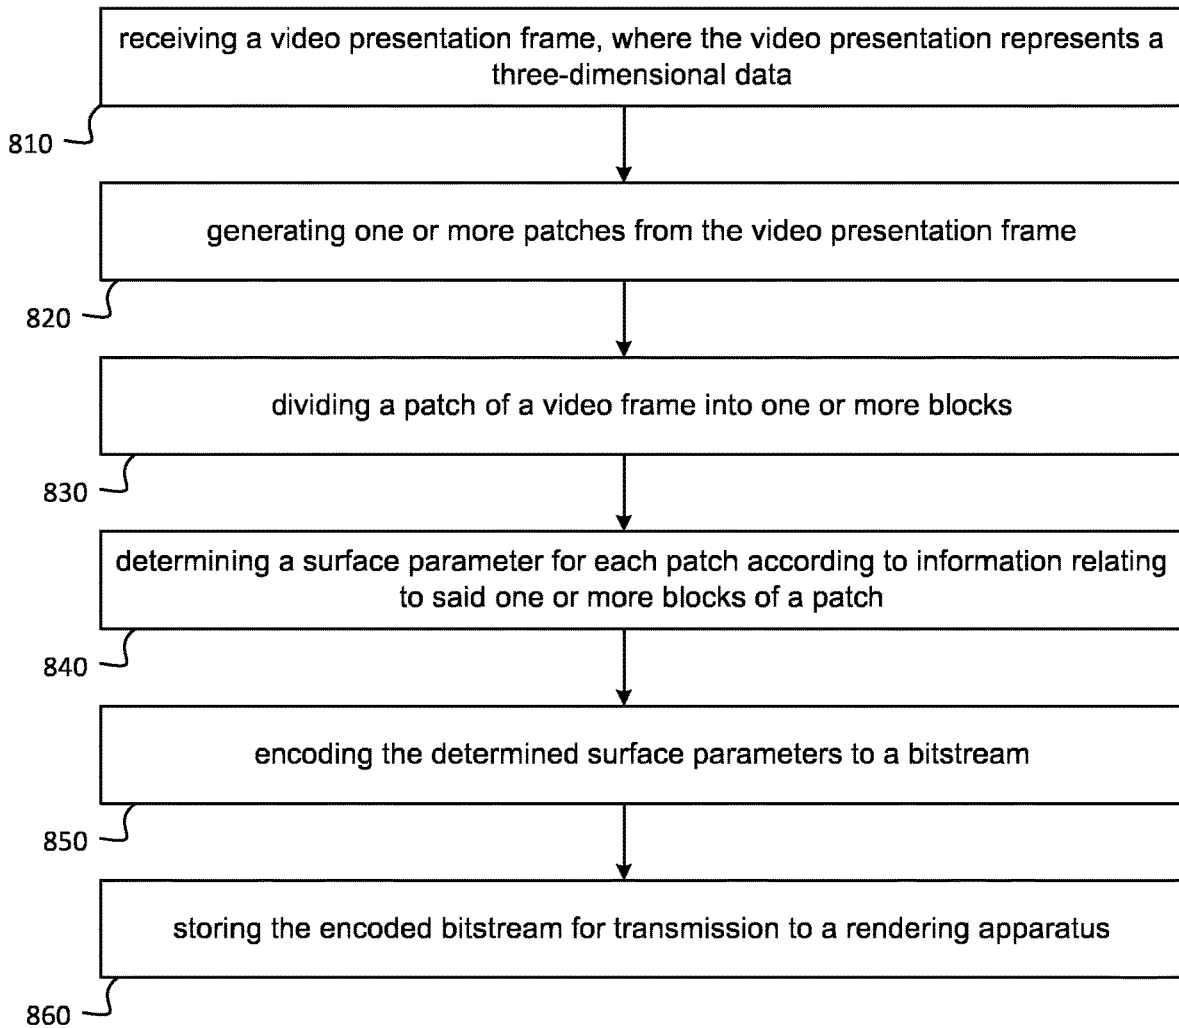 receiving a video presentation frame, where the video presentation represents a
three-dimensional data
810
generating one or more patches from the video presentation frame
820
dividing a patch of a video frame into one or more blocks
830
determining a surface parameter for each patch according to information relating
to said one or more blocks of a patch
840
encoding the determined surface parameters to a bitstream
850
storing the encoded bitstream for transmission to a rendering apparatus
860